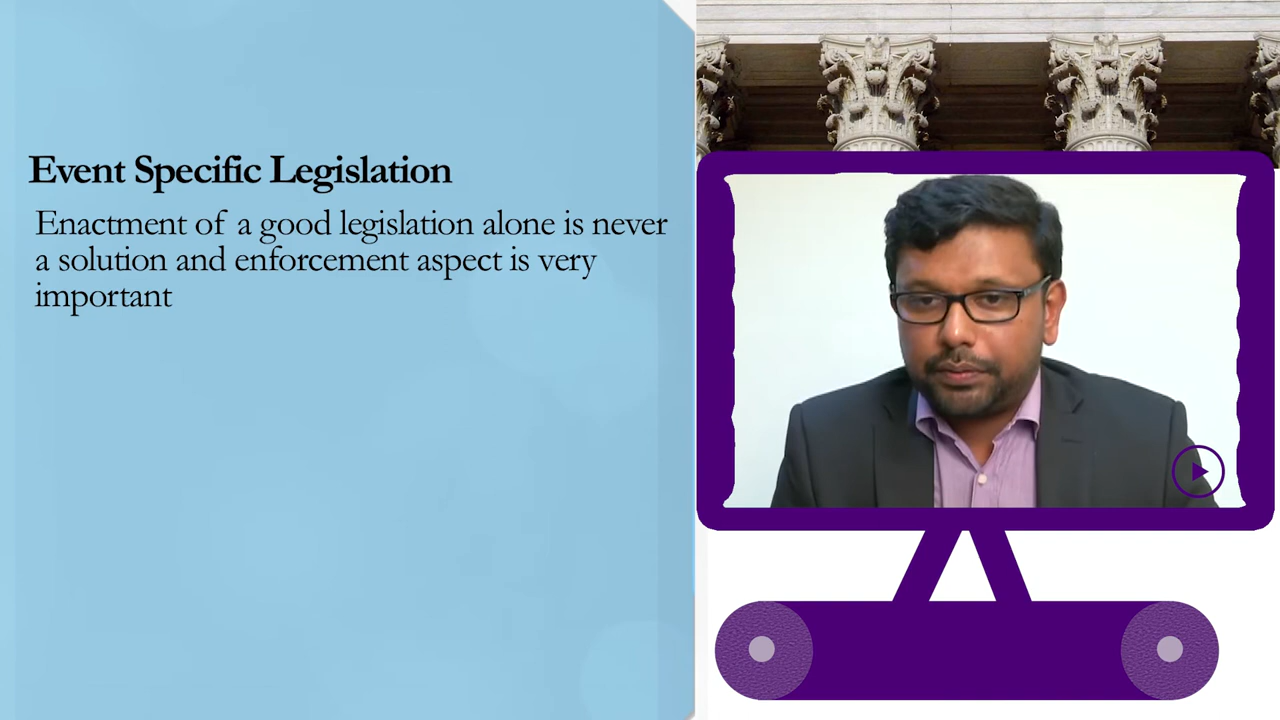 Event Specific Legislation
Enactment of a good legislation alone is never
a solution and enforcement aspect is very
important